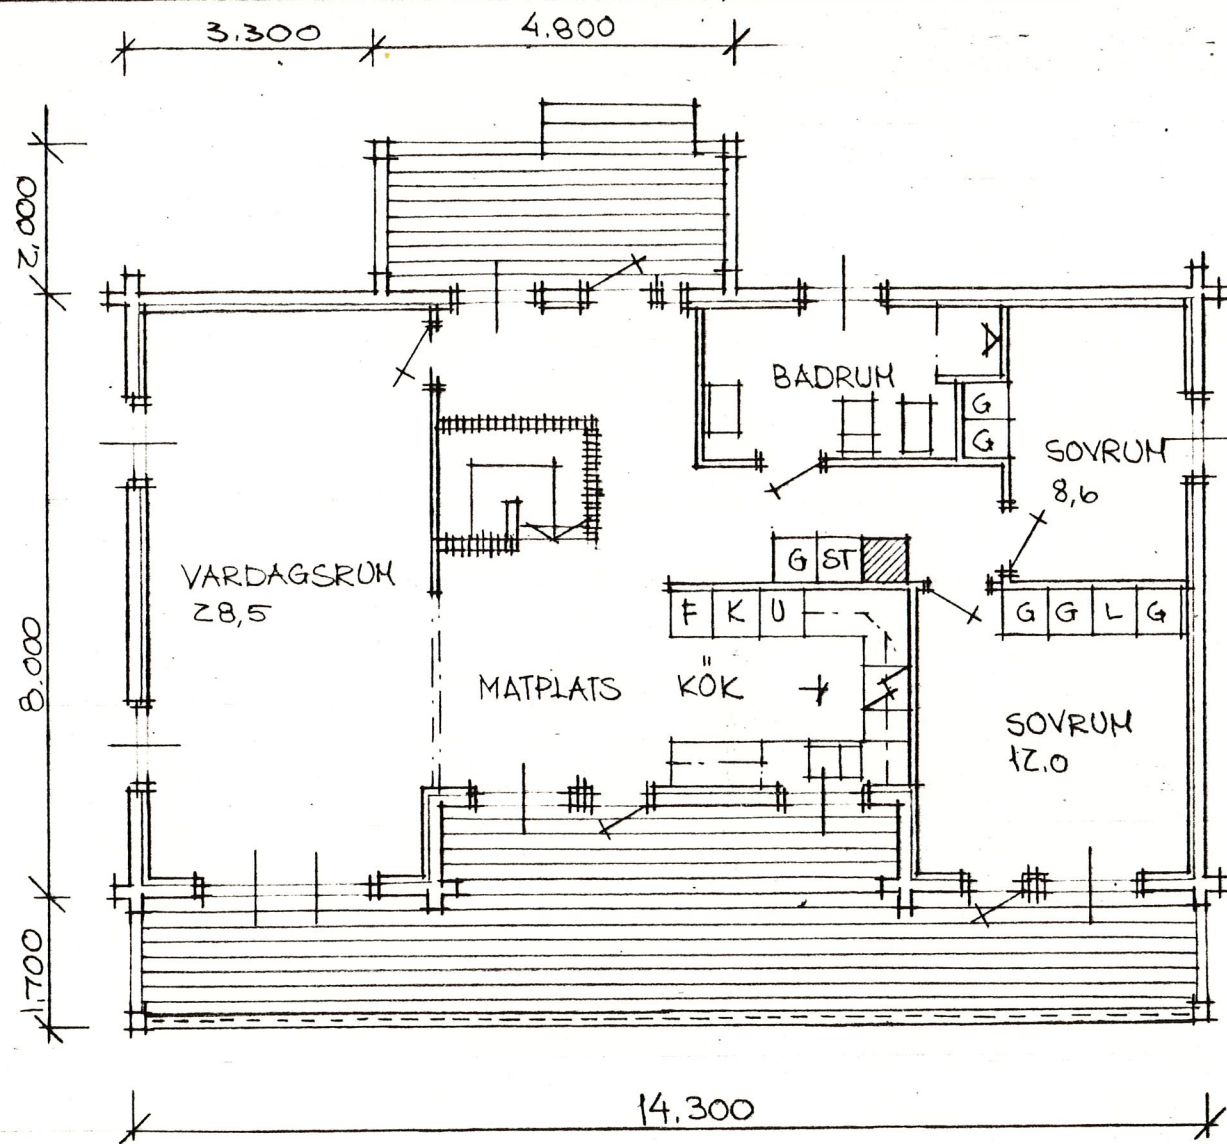 3.300
4.800
2.000
BADRUM
G
G
SOVRUM
8,6
G ST
VARDAGSRUM
28,5
F K U
G G L G
8.000
MATPLATS
KÖK
SOVRUM
12.0
1.700
14.300